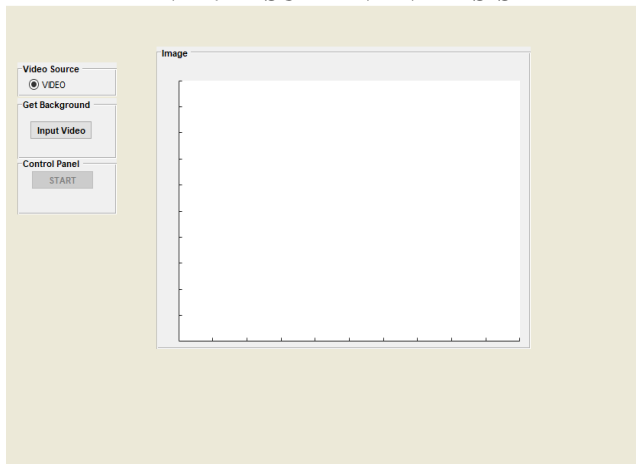 Image
Video Source
VIDEO
Get Background
Input Video
Control Panel
START